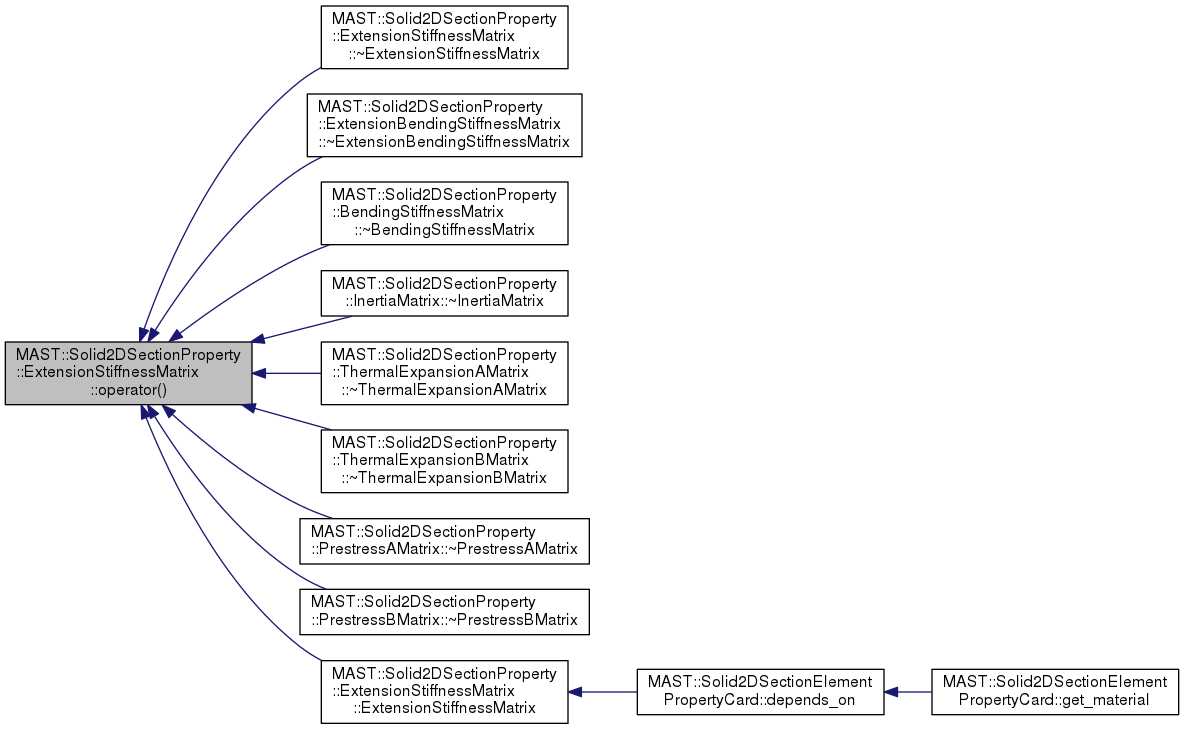 MAST::Solid2DSectionProperty
::ExtensionStiffnessMatrix
::~ExtensionStiffnessMatrix
MAST::Solid2DSectionProperty
::ExtensionBendingStiffnessMatrix
::~ExtensionBendingStiffnessMatrix
MAST::Solid2DSectionProperty
::BendingStiffnessMatrix
::~BendingStiffnessMatrix
MAST::Solid2DSectionProperty
::InertiaMatrix::~InertiaMatrix
MAST::Solid2DSectionProperty
::ExtensionStiffnessMatrix
::operator()
MAST::Solid2DSectionProperty
::ThermalExpansionAMatrix
::~ThermalExpansionAMatrix
MAST::Solid2DSectionProperty
::ThermalExpansionBMatrix
::~ThermalExpansionBMatrix
MAST::Solid2DSectionProperty
::PrestressAMatrix::~PrestressAMatrix
MAST::Solid2DSectionProperty
::PrestressBMatrix::~PrestressBMatrix
MAST::Solid2DSectionProperty
::ExtensionStiffnessMatrix
::ExtensionStiffnessMatrix
MAST::Solid2DSectionElement
PropertyCard::depends_on
MAST::Solid2DSectionElement
PropertyCard::get_material